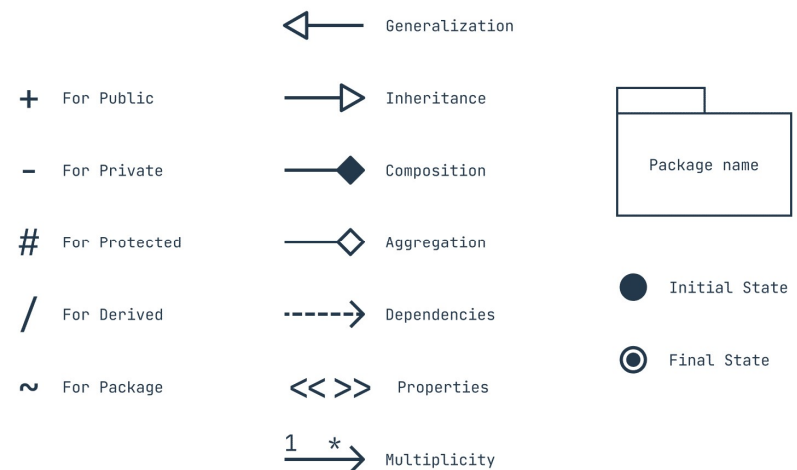 Generalization
+ For Public
- For Private
# For Protected
/ For Derived
~ For Package
Inheritance
Composition
Aggregation
Dependencies
<< >> Properties
1 *
Multiplicity
Package name
Initial State
Final State